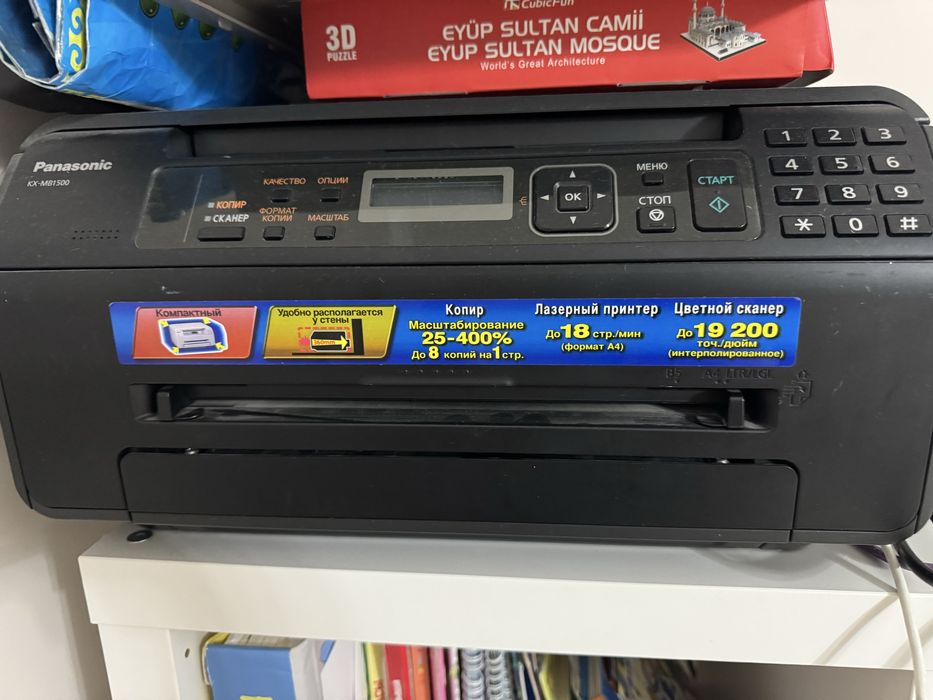 CubicFun
3D
PUZZLE
EYÜP SULTAN CAMİİ
EYUP SULTAN MOSQUE
World's Great Architecture
Panasonic
KX-MB1500
КАЧЕСТВО ОПЦИИ
КОПИР
СКАНЕР
ФОРМАТ
КОПИИ
МАСШТАБ
OK
МЕНЮ
СТОП
СТАРТ
1 2 3
4 5 6
7 8 9
* 0 #
Компактный
Удобно располагается
у стены
360mm
Копир
Масштабирование
25-400%
До 8 копий на 1 стр.
Лазерный принтер
До 18 стр./мин
(формат А4)
Цветной сканер
До 19 200
точ./дюйм
(интерполированное)
B5 A4 LTR/LGL